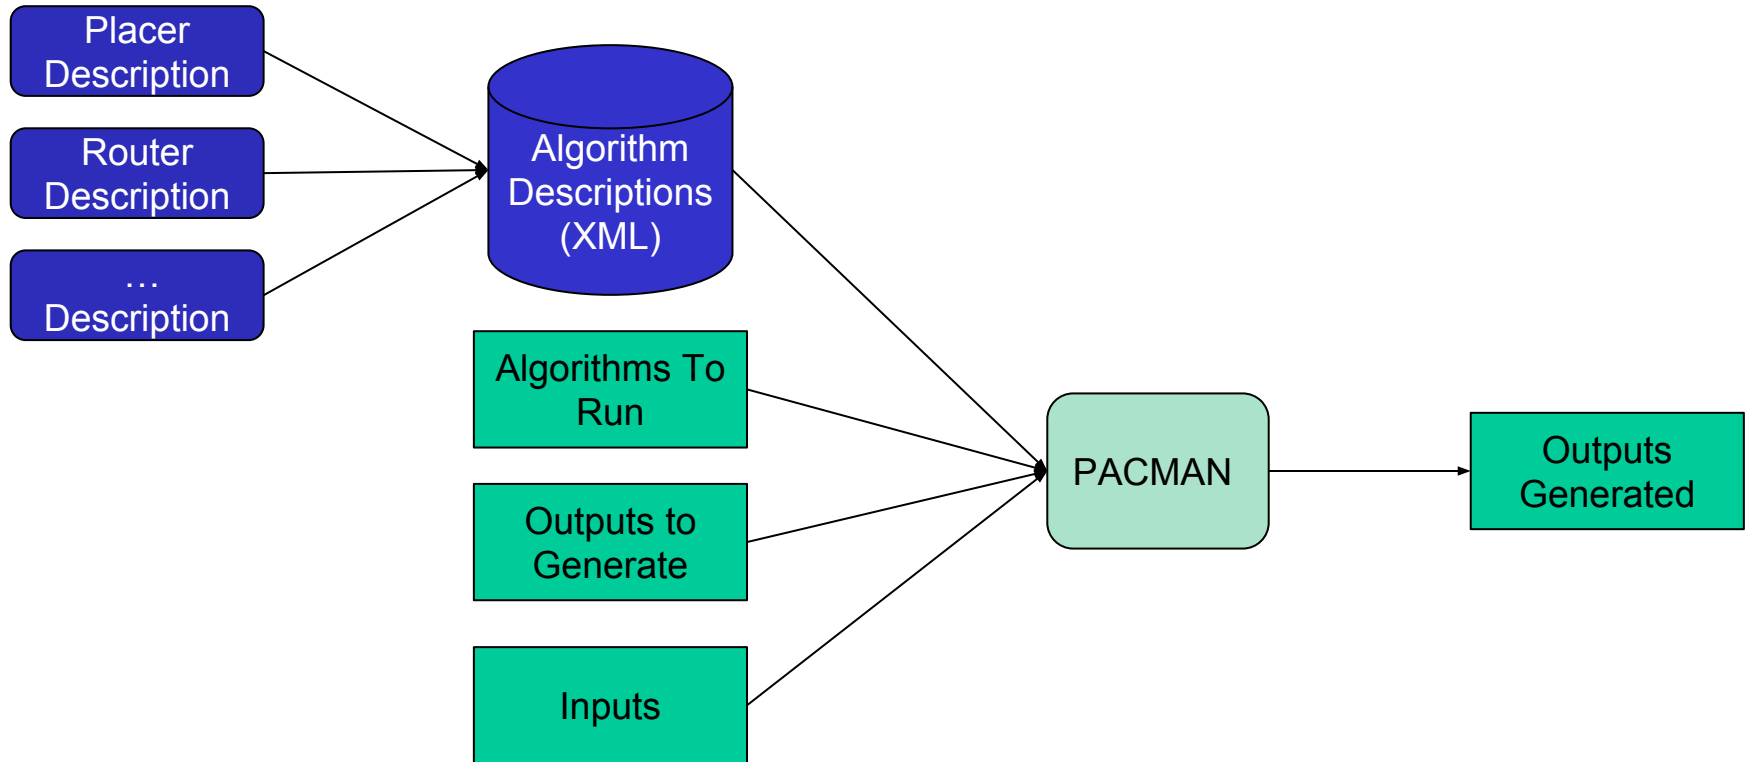 Placer
Description
Router
Description
…
Description
Algorithm
Descriptions
(XML)
Algorithms To
Run
Outputs to
Generate
Inputs
PACMAN
Outputs
Generated